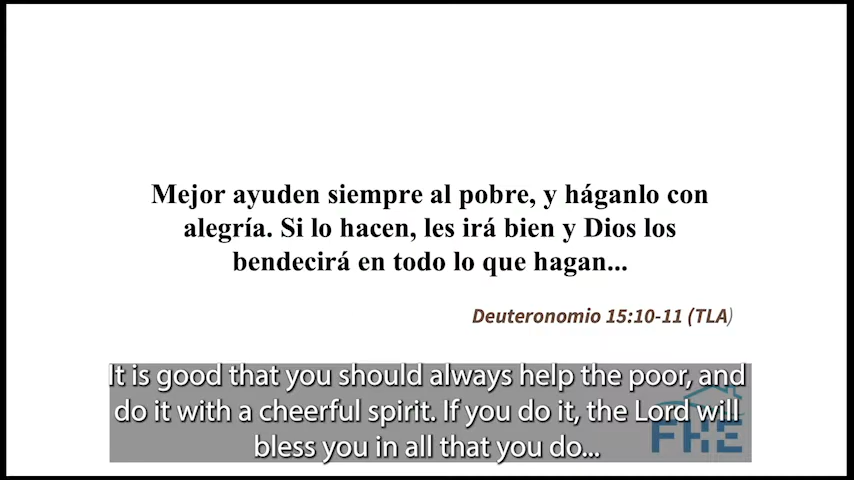 Mejor ayuden siempre al pobre, y háganlo con
alegría. Si lo hacen, les irá bien y Dios los
bendecirá en todo lo que hagan...
Deuteronomio 15:10-11 (TLA)
It is good that you should always help the poor, and
do it with a cheerful spirit. If you do it, the Lord will
bless you in all that you do...
FHE